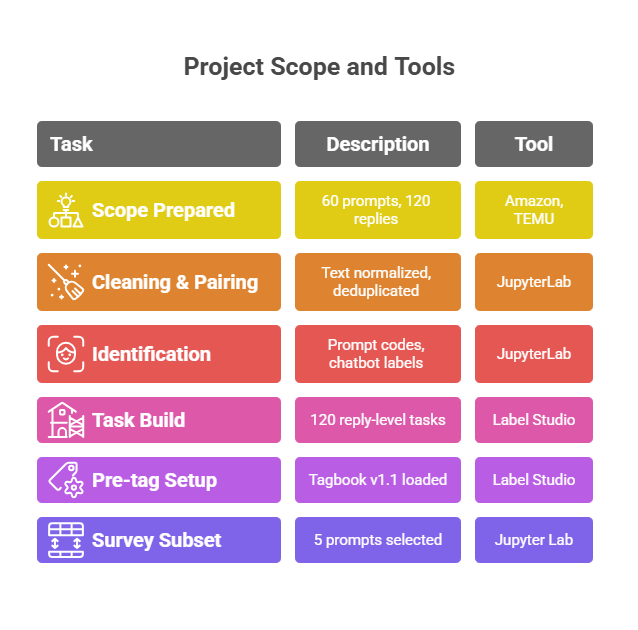 Project Scope and Tools
Task
Description
Tool
Scope Prepared
60 prompts, 120
replies
Amazon,
TEMU
Cleaning & Pairing
Text normalized,
deduplicated
JupyterLab
Identification
Prompt codes,
chatbot labels
JupyterLab
Task Build
120 reply-level tasks
Label Studio
Pre-tag Setup
Tagbook v1.1 loaded
Label Studio
Survey Subset
5 prompts selected
Jupyter Lab